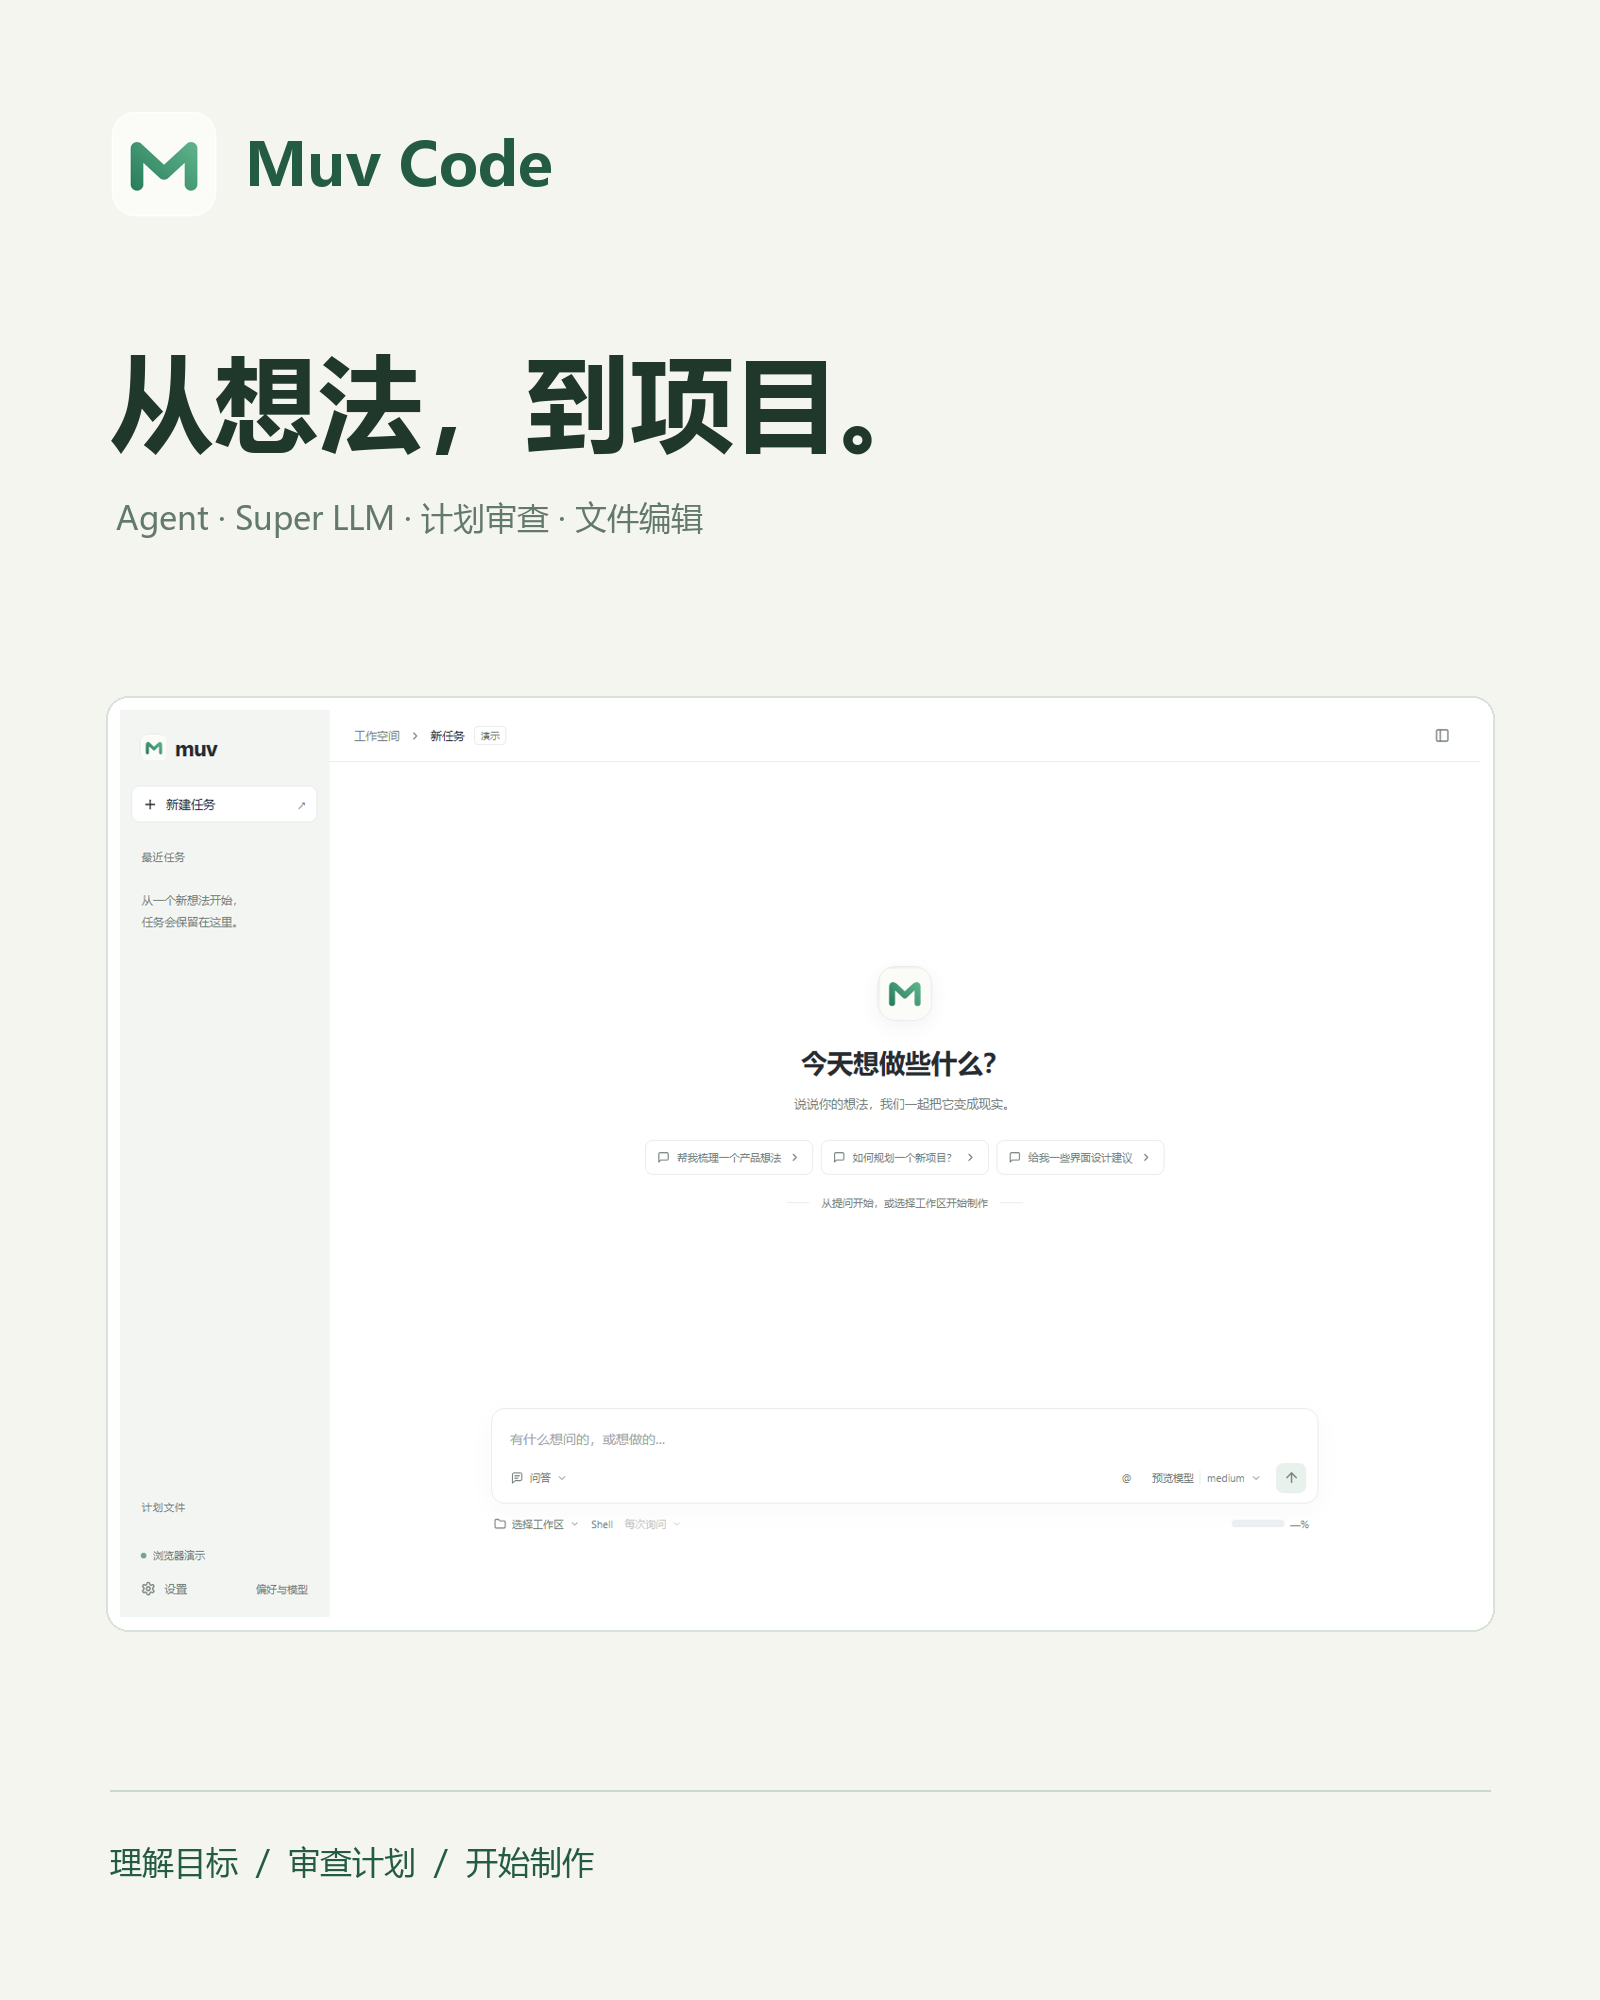 Muv Code
从想法，到项目。
Agent · Super LLM · 计划审查 · 文件编辑
muv
工作空间 > 新任务 演示
+ 新建任务 ↗
最近任务
从一个新想法开始，
任务会保留在这里。
今天想做些什么？
说说你的想法，我们一起把它变成现实。
帮我梳理一个产品想法 >
如何规划一个新项目？ >
给我一些界面设计建议 >
从提问开始，或选择工作区开始制作
有什么想问的，或想做的...
问答
@ 预览模型 medium
选择工作区 Shell 每次询问 —%
计划文件
浏览器演示
设置 偏好与模型
理解目标 / 审查计划 / 开始制作